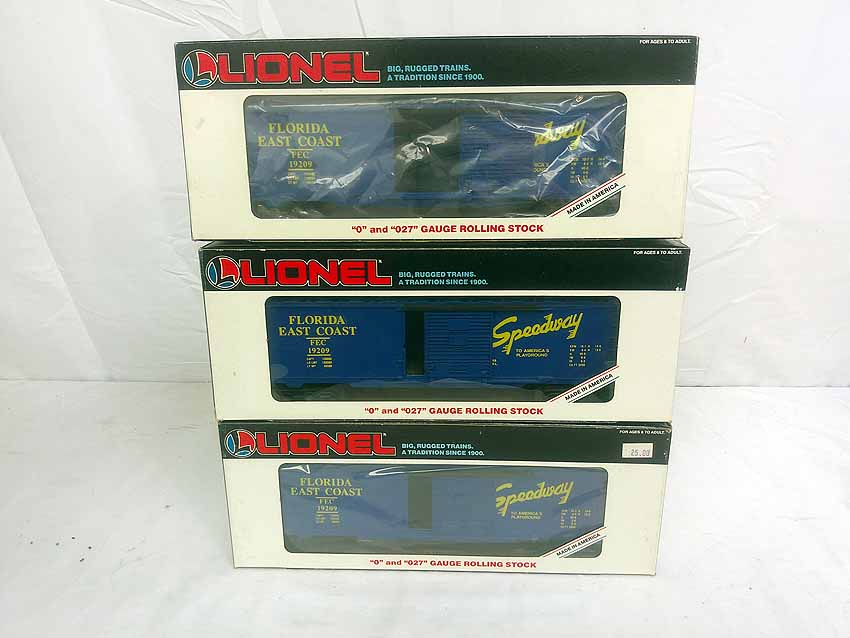 FOR AGES 8 TO ADULT.
LIONEL
BIG, RUGGED TRAINS.
A TRADITION SINCE 1900.
FLORIDA
EAST COAST
FEC
19209
dway
MADE IN AMERICA
"O" and "027" GAUGE ROLLING STOCK
FOR AGES 8 TO ADULT.
LIONEL
BIG, RUGGED TRAINS.
A TRADITION SINCE 1900.
FLORIDA
EAST COAST
FEC
19209
Speedway
TO AMERICA'S
PLAYGROUND
MADE IN AMERICA
"O" and "027" GAUGE ROLLING STOCK
FOR AGES 8 TO ADULT.
LIONEL
BIG, RUGGED TRAINS.
A TRADITION SINCE 1900.
25.00
FLORIDA
EAST COAST
FEC
19209
Speedway
TO AMERICA'S
PLAYGROUND
MADE IN AMERICA
"O" and "027" GAUGE ROLLING STOCK